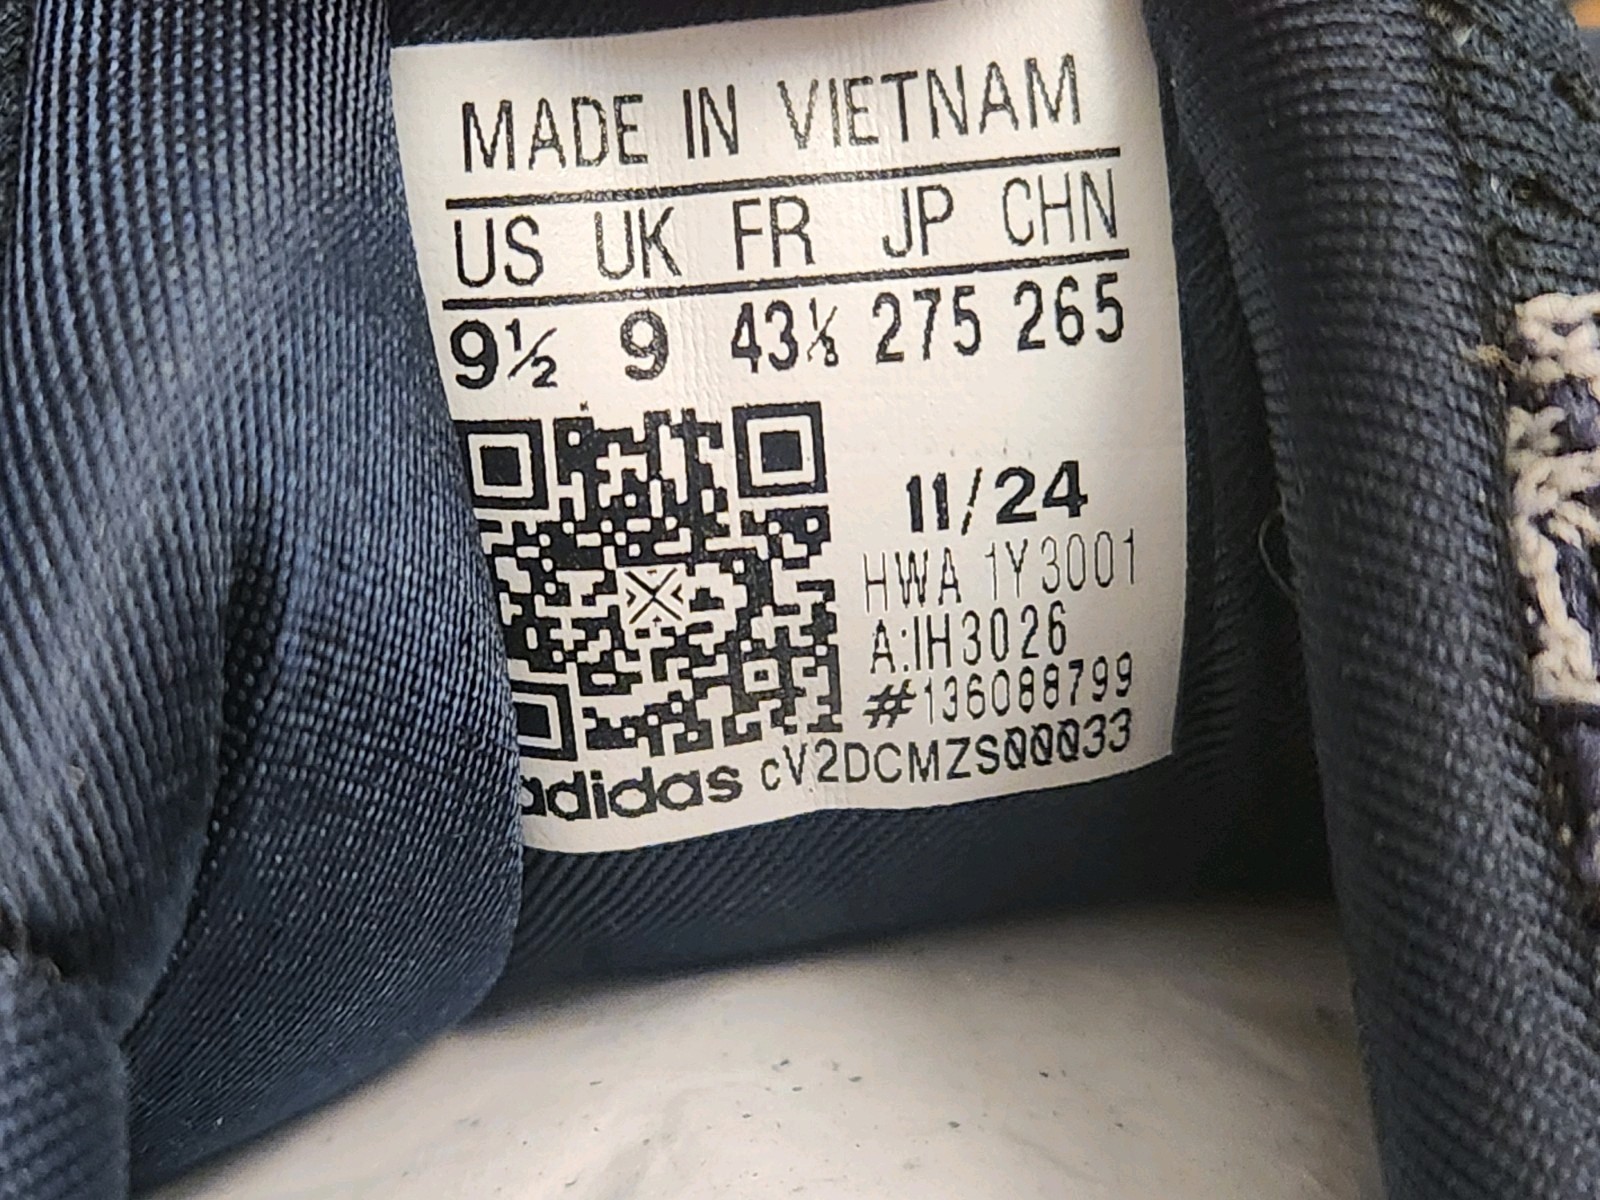 MADE IN VIETNAM
US UK FR JP CHN
9½ 9 43⅓ 275 265
11/24
HWA 1Y3001
A:IH3026
#136088799
adidas cV2DCMZS00033